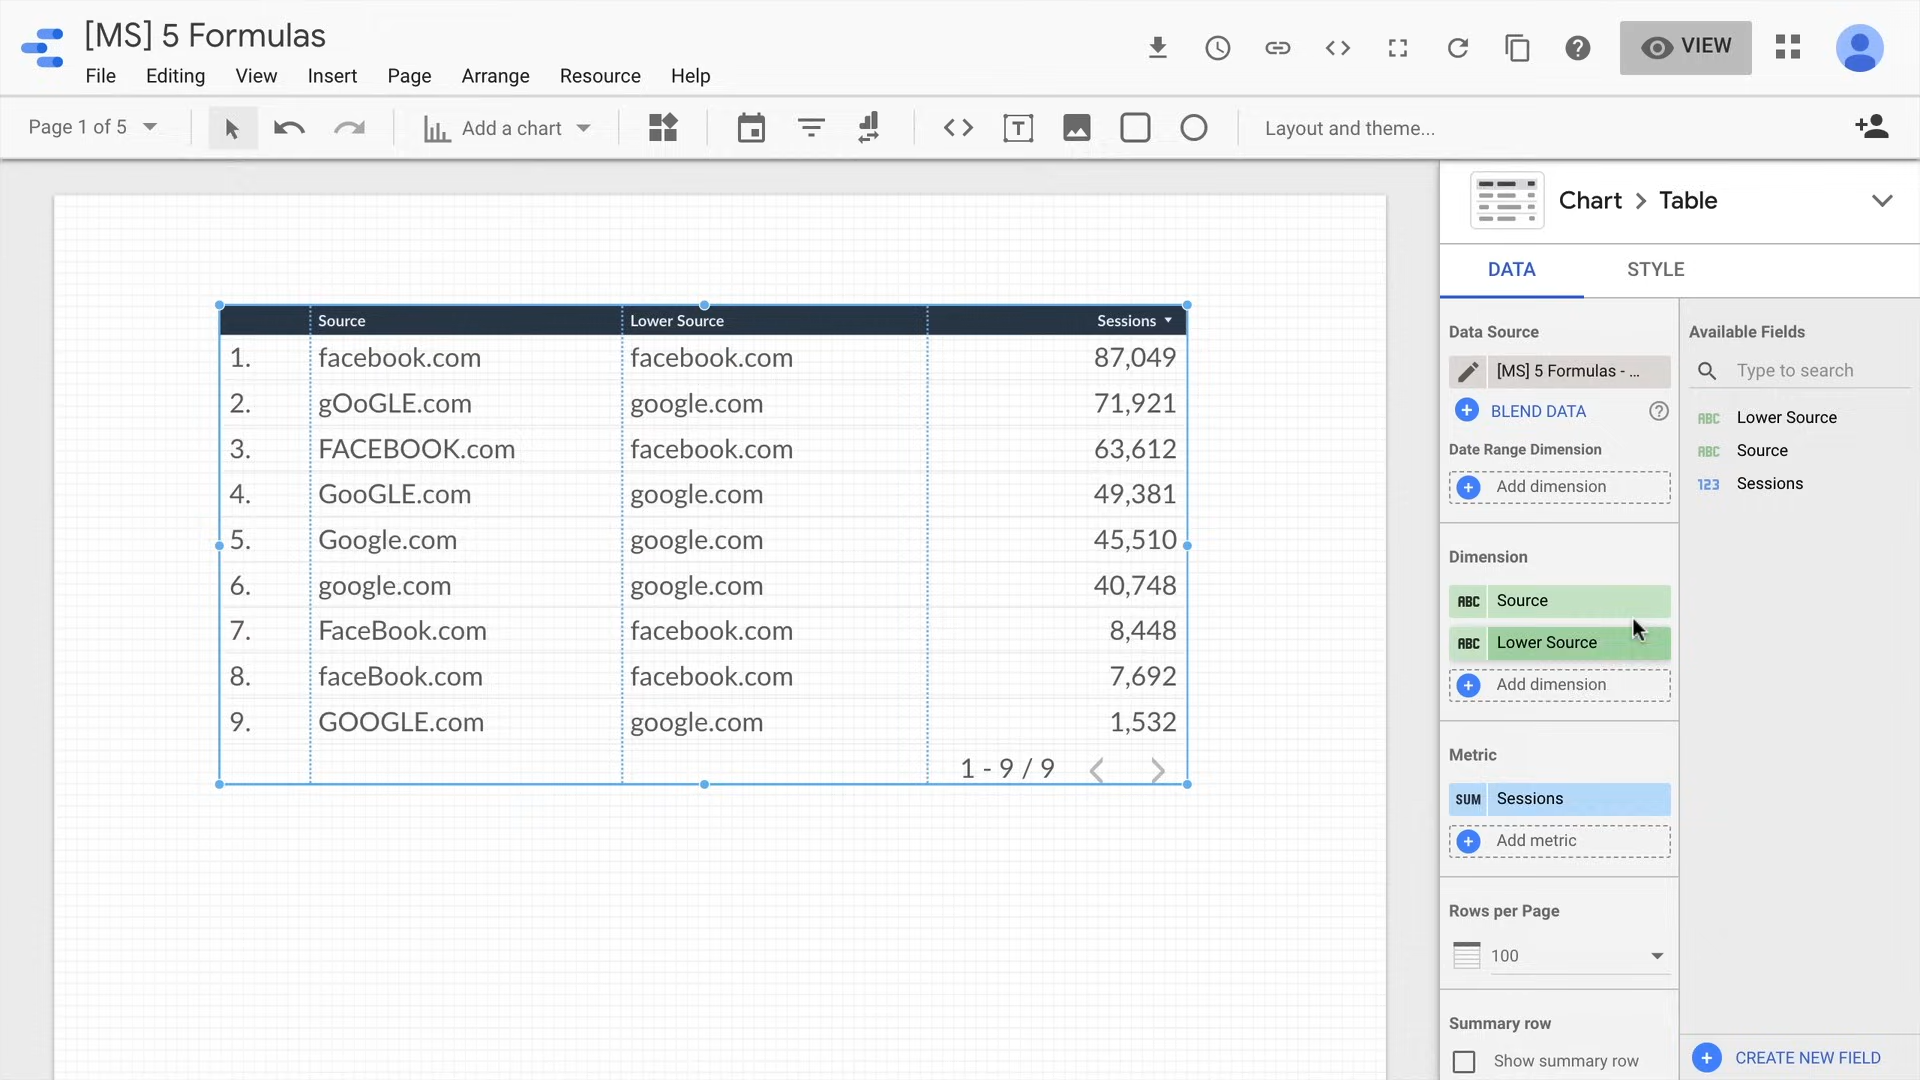 [MS] 5 Formulas
File Editing View Insert Page Arrange Resource Help
VIEW
Page 1 of 5
Add a chart
T
Layout and theme...
Chart > Table
DATA STYLE
Source Lower Source Sessions
1. facebook.com facebook.com 87,049
2. gOoGLE.com google.com 71,921
3. FACEBOOK.com facebook.com 63,612
4. GooGLE.com google.com 49,381
5. Google.com google.com 45,510
6. google.com google.com 40,748
7. FaceBook.com facebook.com 8,448
8. faceBook.com facebook.com 7,692
9. GOOGLE.com google.com 1,532
1 - 9 / 9
Data Source
[MS] 5 Formulas - ...
BLEND DATA
Date Range Dimension
Add dimension
Dimension
ABC Source
ABC Lower Source
Add dimension
Metric
SUM Sessions
Add metric
Rows per Page
100
Summary row
Show summary row
Available Fields
Type to search
ABC Lower Source
ABC Source
123 Sessions
CREATE NEW FIELD